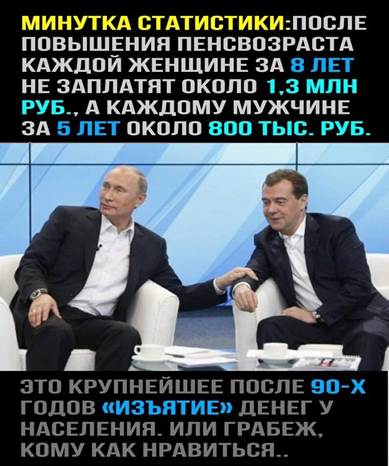 МИНУТКА СТАТИСТИКИ:ПОСЛЕ
ПОВЫШЕНИЯ ПЕНСВОЗРАСТА
КАЖДОЙ ЖЕНЩИНЕ ЗА 8 ЛЕТ
НЕ ЗАПЛАТЯТ ОКОЛО 1,3 МЛН
РУБ., А КАЖДОМУ МУЖЧИНЕ
ЗА 5 ЛЕТ ОКОЛО 800 ТЫС. РУБ.
ЭТО КРУПНЕЙШЕЕ ПОСЛЕ 90-Х
ГОДОВ «ИЗЪЯТИЕ» ДЕНЕГ У
НАСЕЛЕНИЯ. ИЛИ ГРАБЕЖ,
КОМУ КАК НРАВИТЬСЯ..